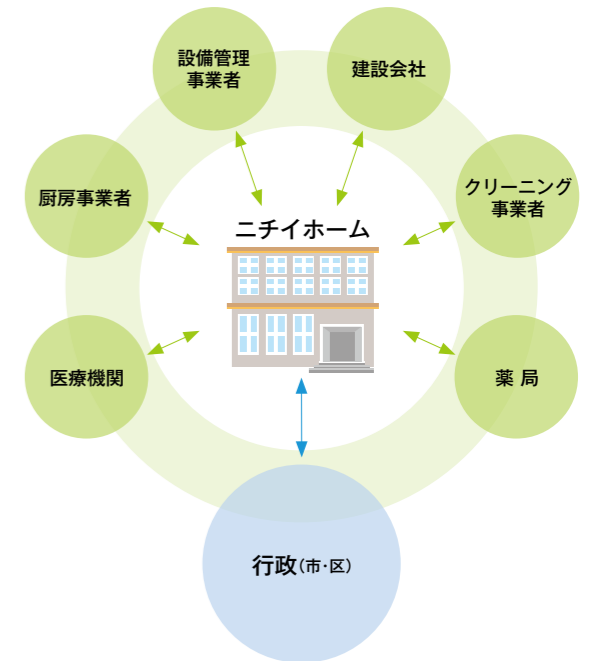 設備管理
事業者
建設会社
厨房事業者
クリーニング
事業者
ニチイホーム
医療機関
薬 局
行政(市・区)